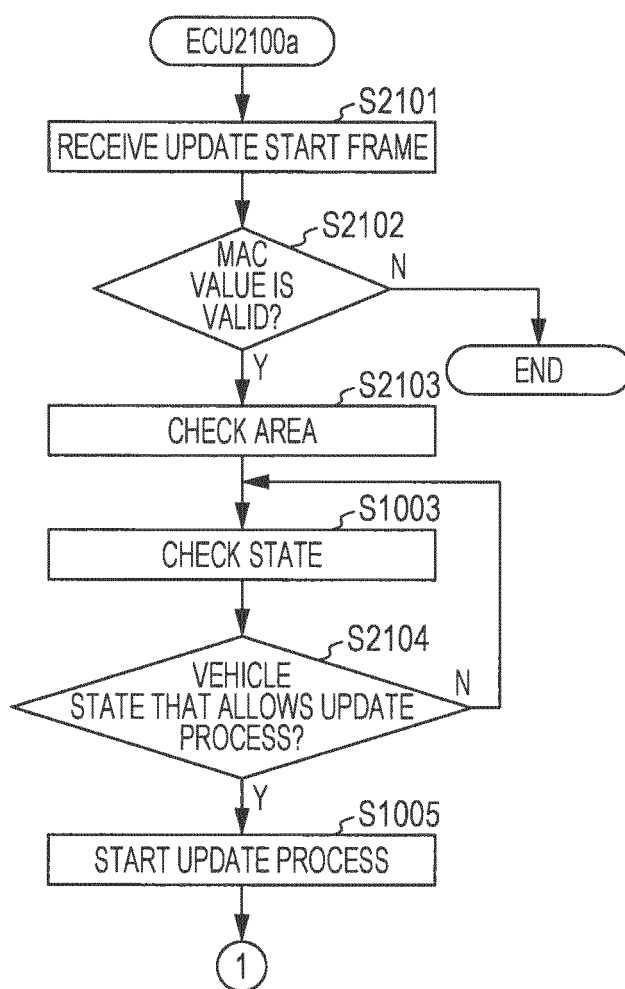 ECU2100a
S2101
RECEIVE UPDATE START FRAME
S2102
MAC
VALUE IS
VALID?
N
Y
END
S2103
CHECK AREA
S1003
CHECK STATE
S2104
VEHICLE
STATE THAT ALLOWS UPDATE
PROCESS?
N
Y
S1005
START UPDATE PROCESS
1